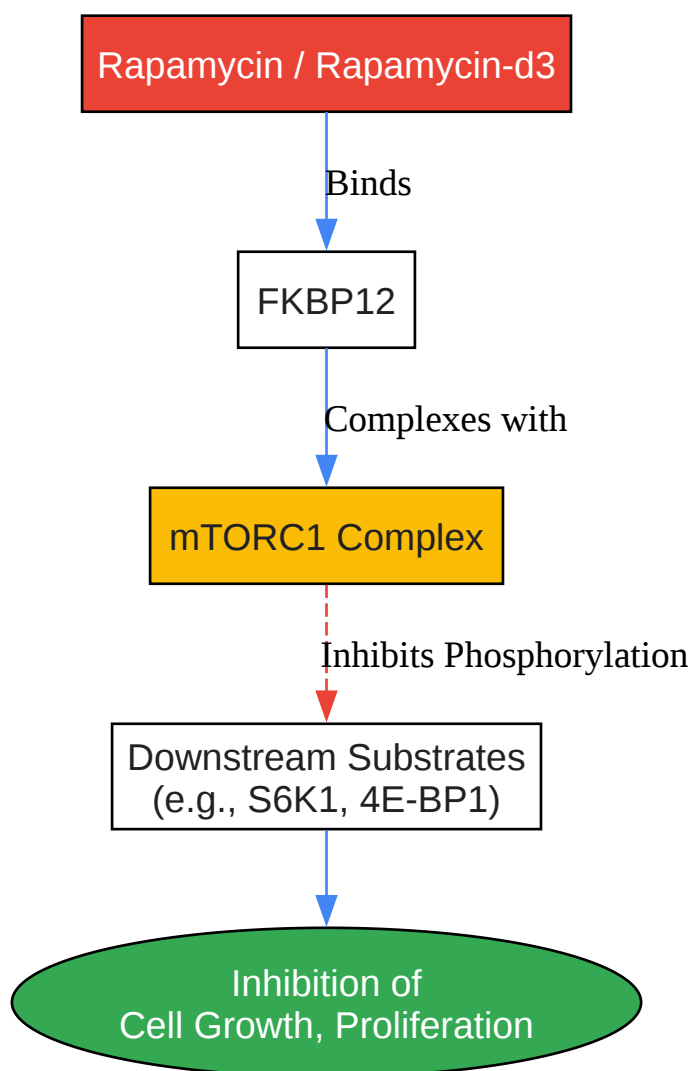 Rapamycin / Rapamycin-d3
Binds
FKBP12
Complexes with
mTORC1 Complex
Inhibits Phosphorylation
Downstream Substrates
(e.g., S6K1, 4E-BP1)
Inhibition of
Cell Growth, Proliferation